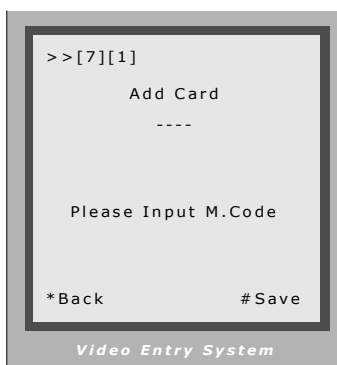 >>[7][1]
Add Card
----
Please Input M.Code
*Back #Save
Video Entry System